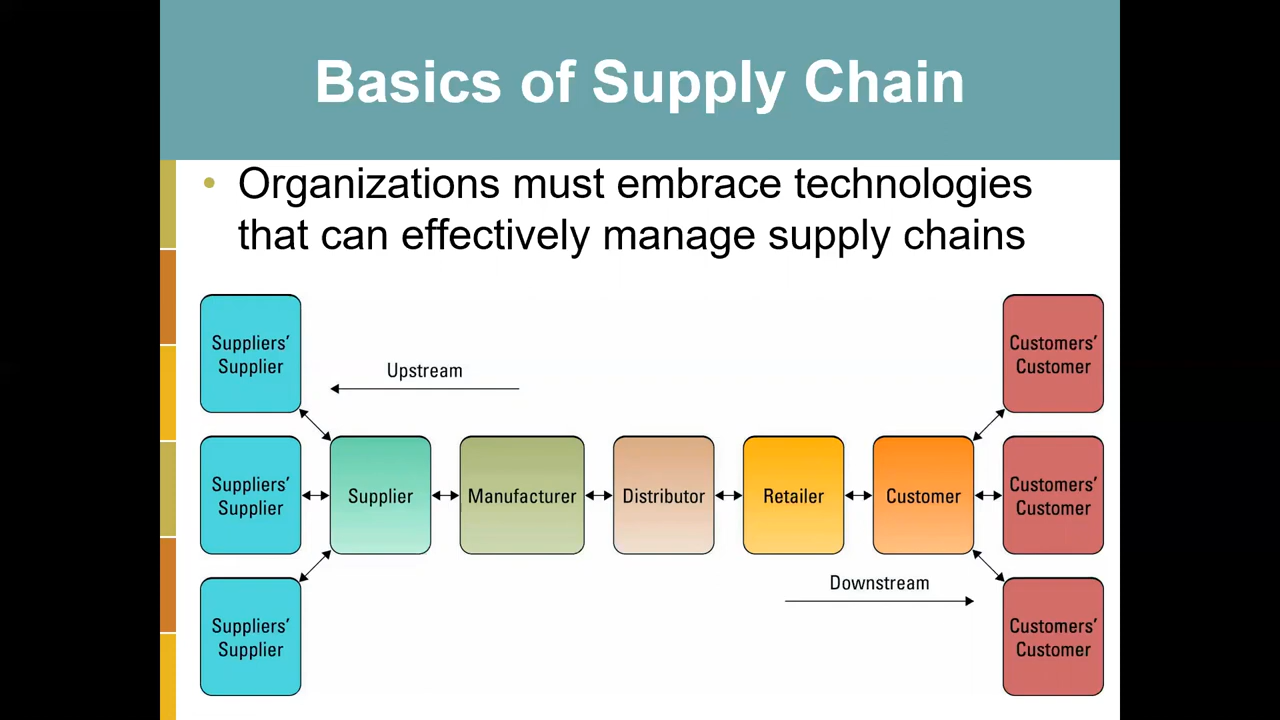 Basics of Supply Chain
• Organizations must embrace technologies
that can effectively manage supply chains
Suppliers’
Supplier
Customers’
Customer
Upstream
Suppliers’
Supplier
Supplier
Manufacturer
Distributor
Retailer
Customer
Customers’
Customer
Downstream
Suppliers’
Supplier
Customers’
Customer